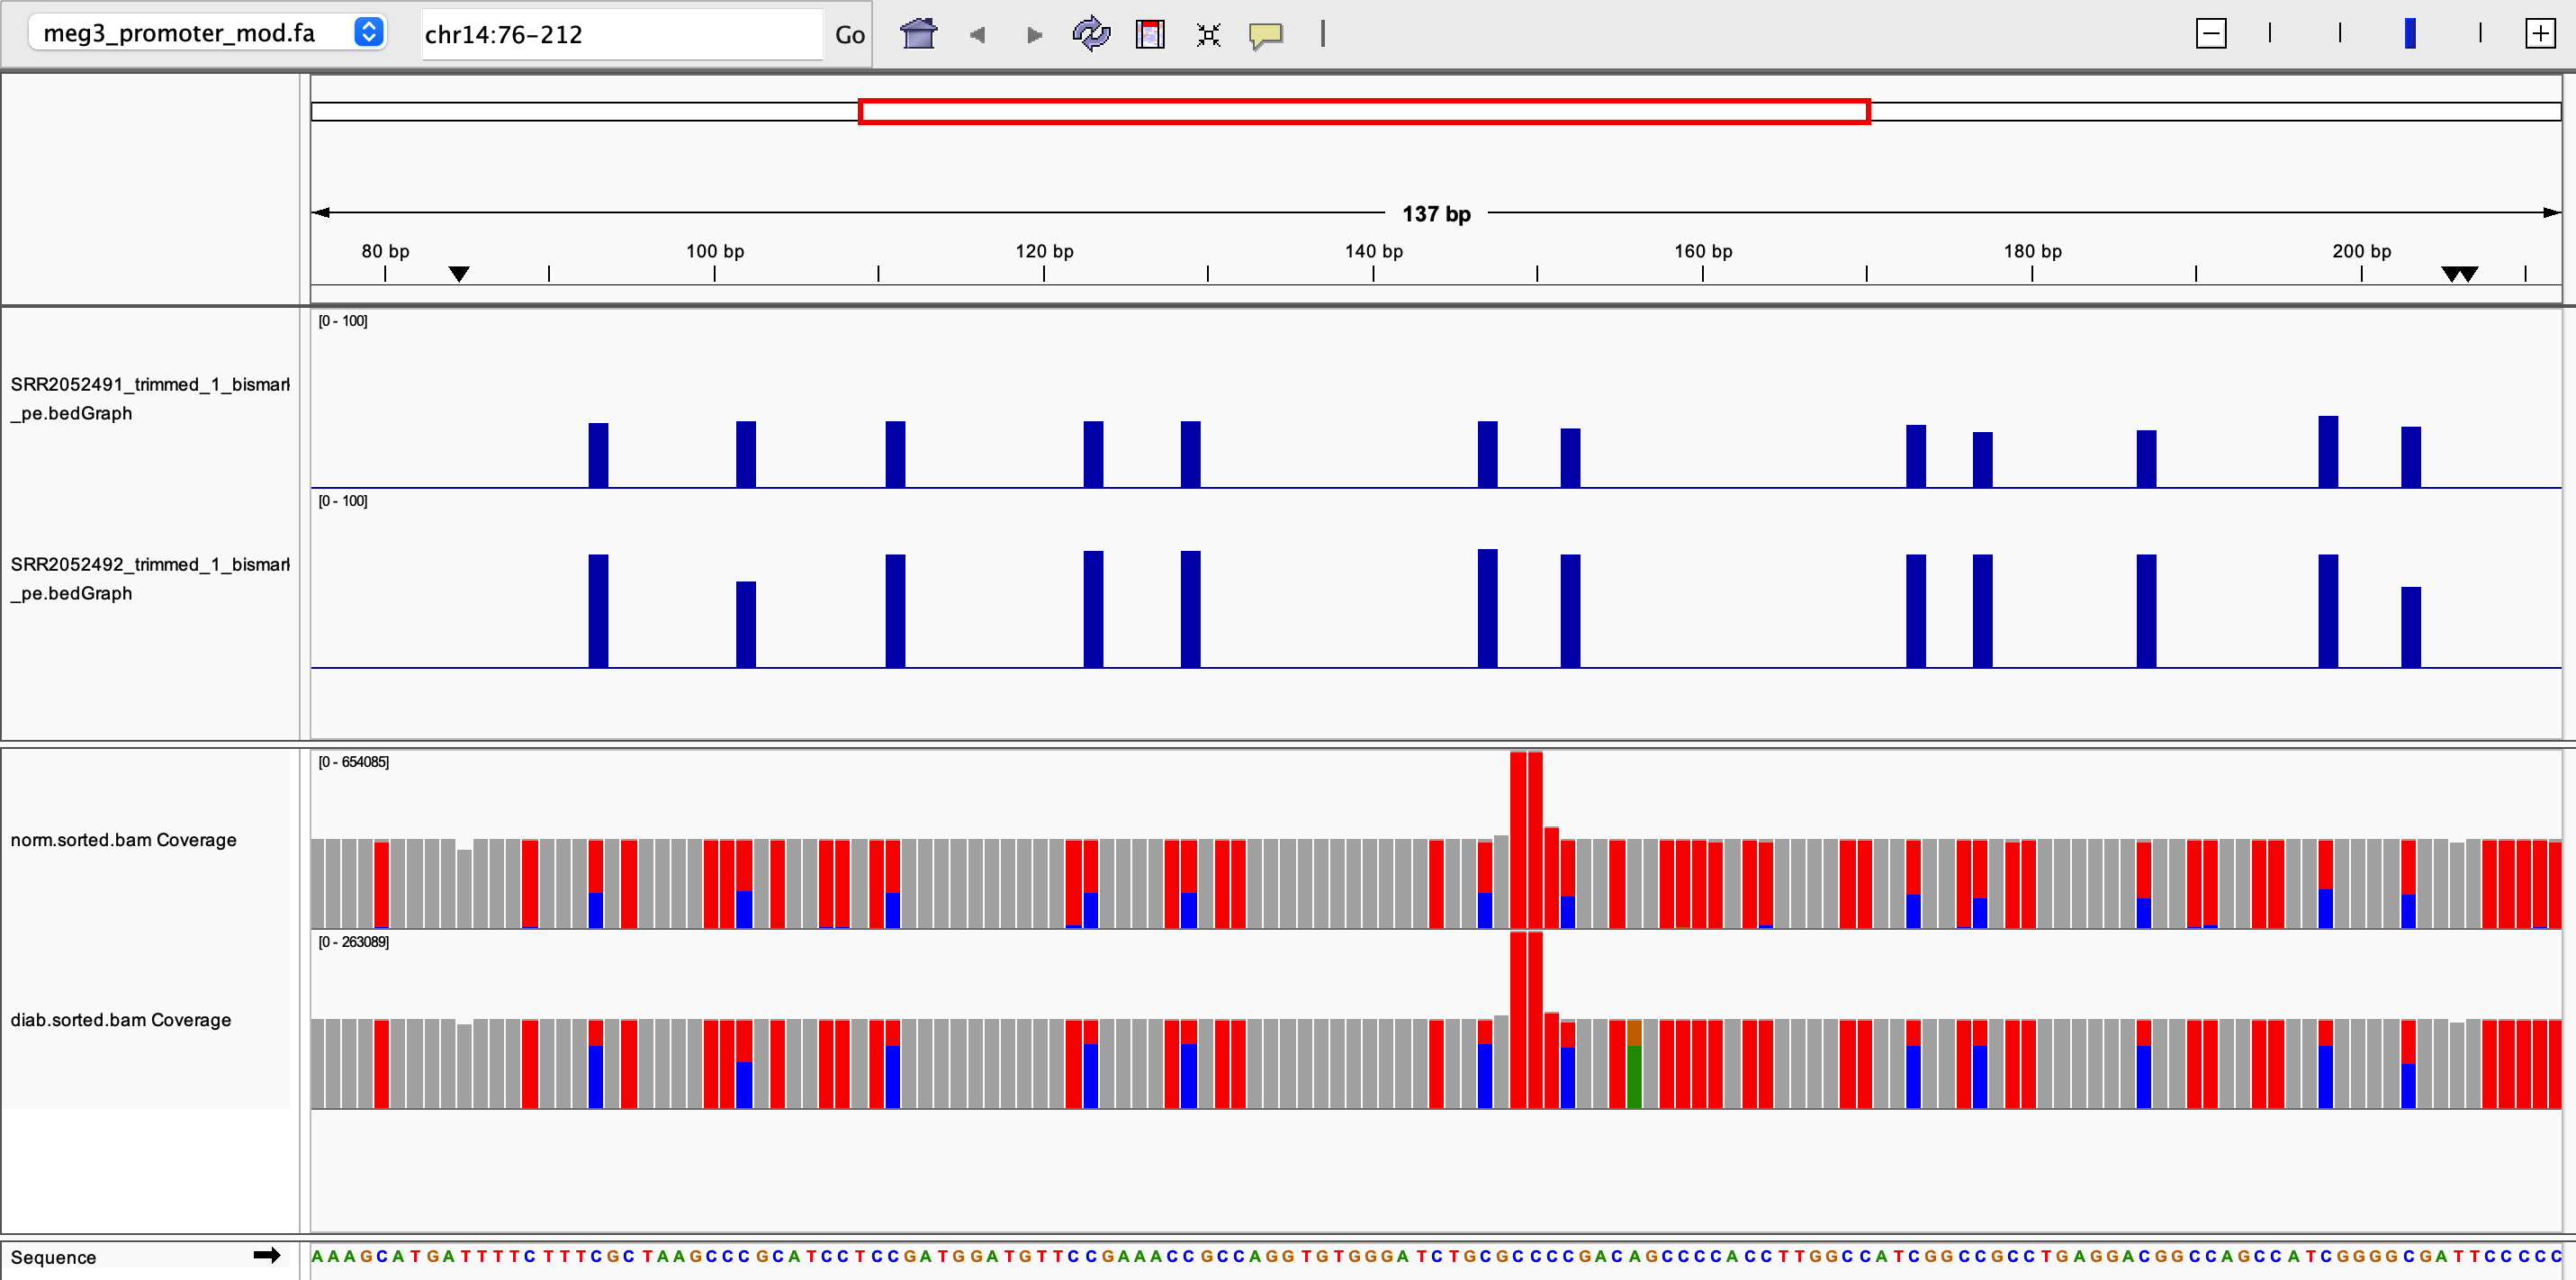 meg3_promoter_mod.fa
chr14:76-212
Go
137 bp
80 bp 100 bp 120 bp 140 bp 160 bp 180 bp 200 bp
[0 - 100]
SRR2052491_trimmed_1_bismark
_pe.bedGraph
[0 - 100]
SRR2052492_trimmed_1_bismark
_pe.bedGraph
[0 - 654085]
norm.sorted.bam Coverage
[0 - 263089]
diab.sorted.bam Coverage
Sequence
AAAGCATGATTTTCTTTCGCTAAGCCCGCATCCTCCGATGGATGTTCCGAAACCGCCAGGTGTGGGATCTGCGCCCCGACAGCCCCACCTTGGCCATCGGCCGCCTGAGGACGGCCAGCCATCGGGGCGATTCCCCC